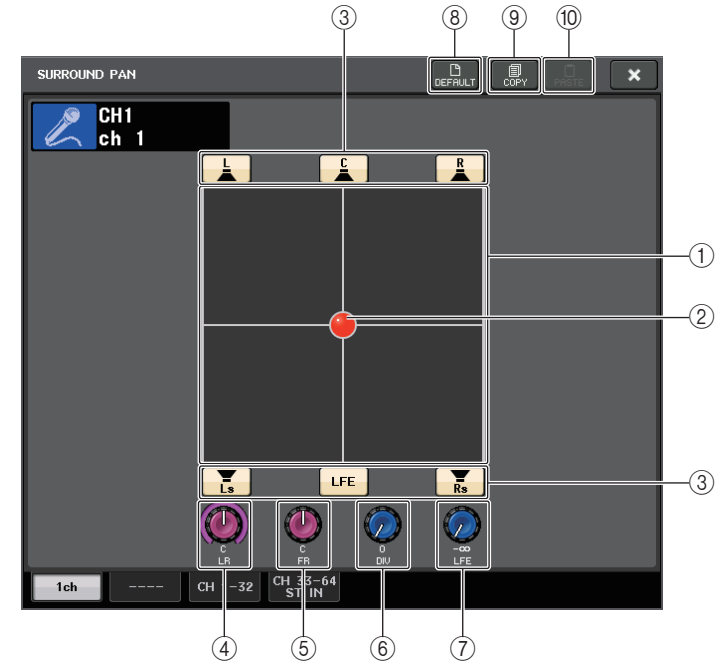 ③ ⑧ ⑨ ⑩
SURROUND PAN
DEFAULT
COPY
PASTE
CH1
ch 1
L
C
R
①
②
Ls
LFE
Rs
③
C
LR
C
FR
0
DIV
-∞
LFE
1ch
----
CH
-32
CH 33-64
ST IN
④ ⑤ ⑥ ⑦